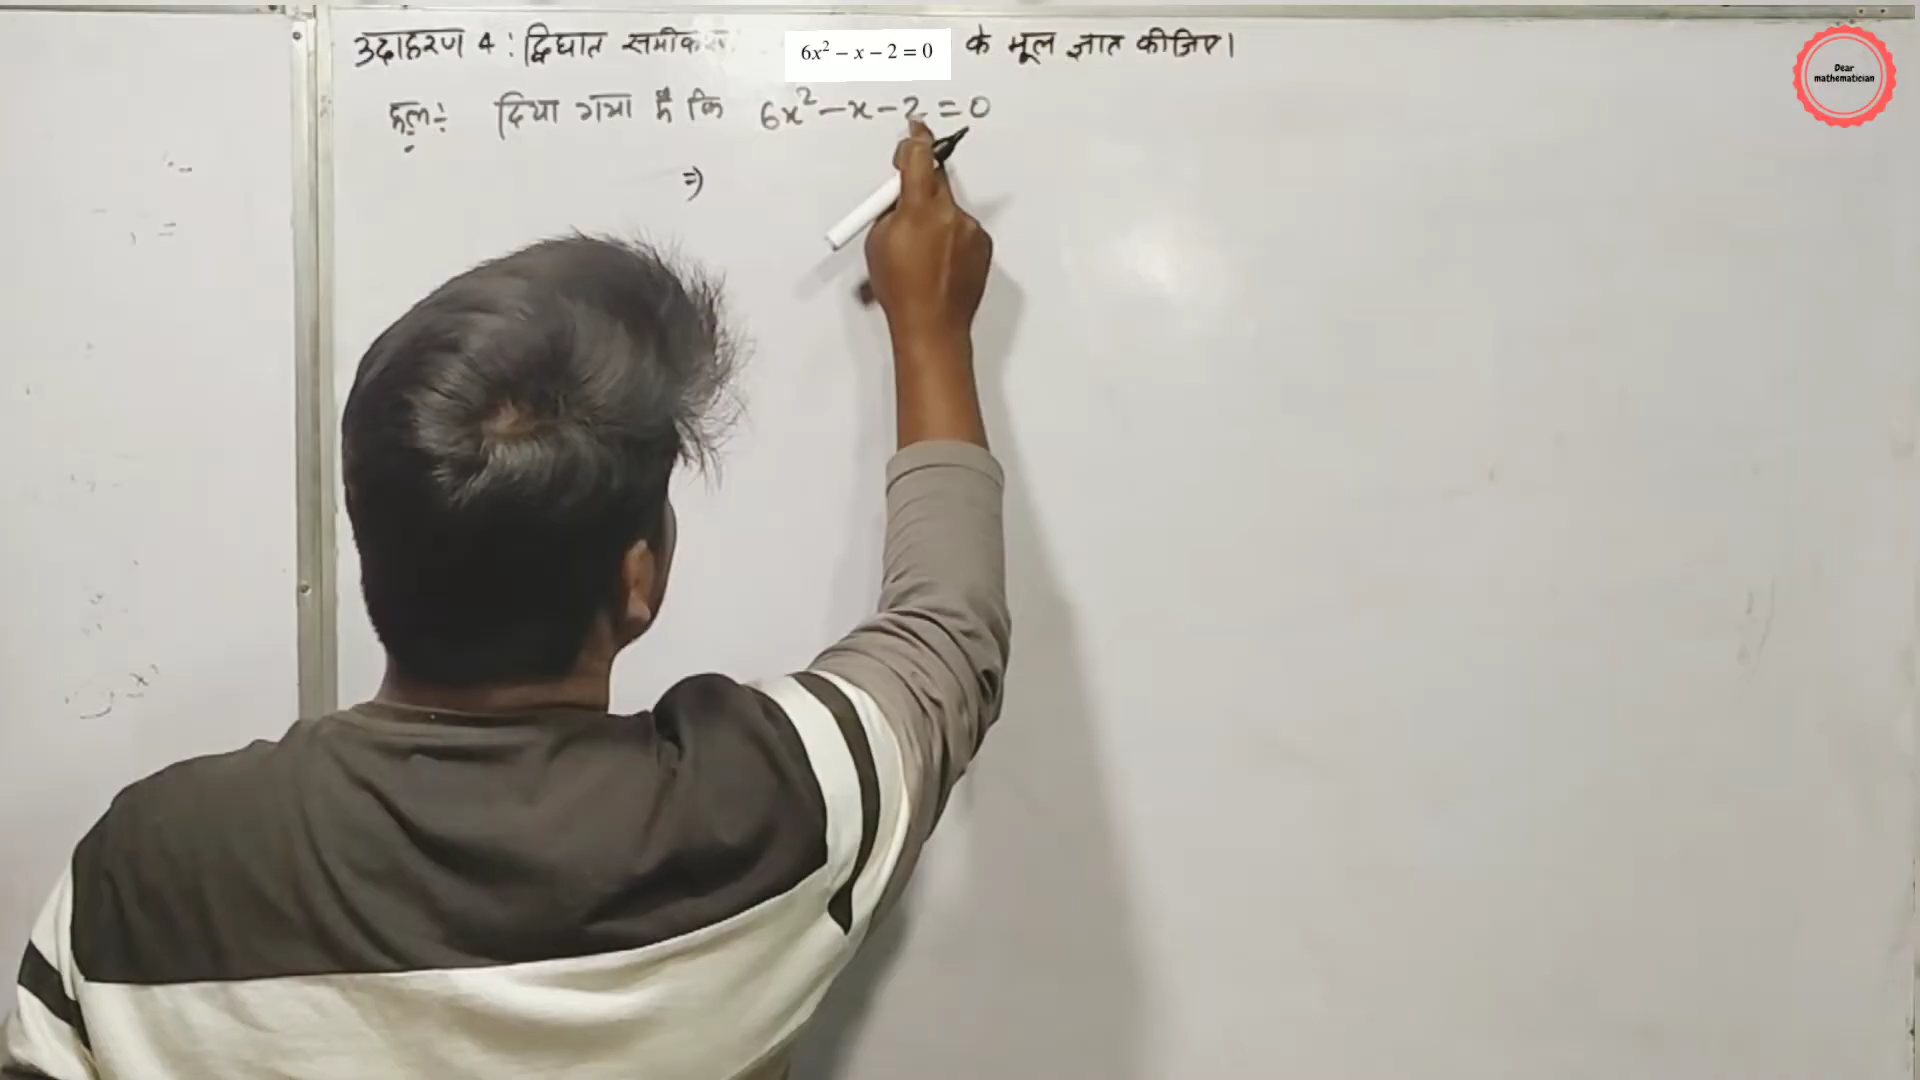 उदाहरण 4 : द्विघात समीकरण 6x² – x – 2 = 0 के मूल ज्ञात कीजिए।
हल:- दिया गया है कि 6x² – x – 2 = 0
⇒
Dear
mathematician